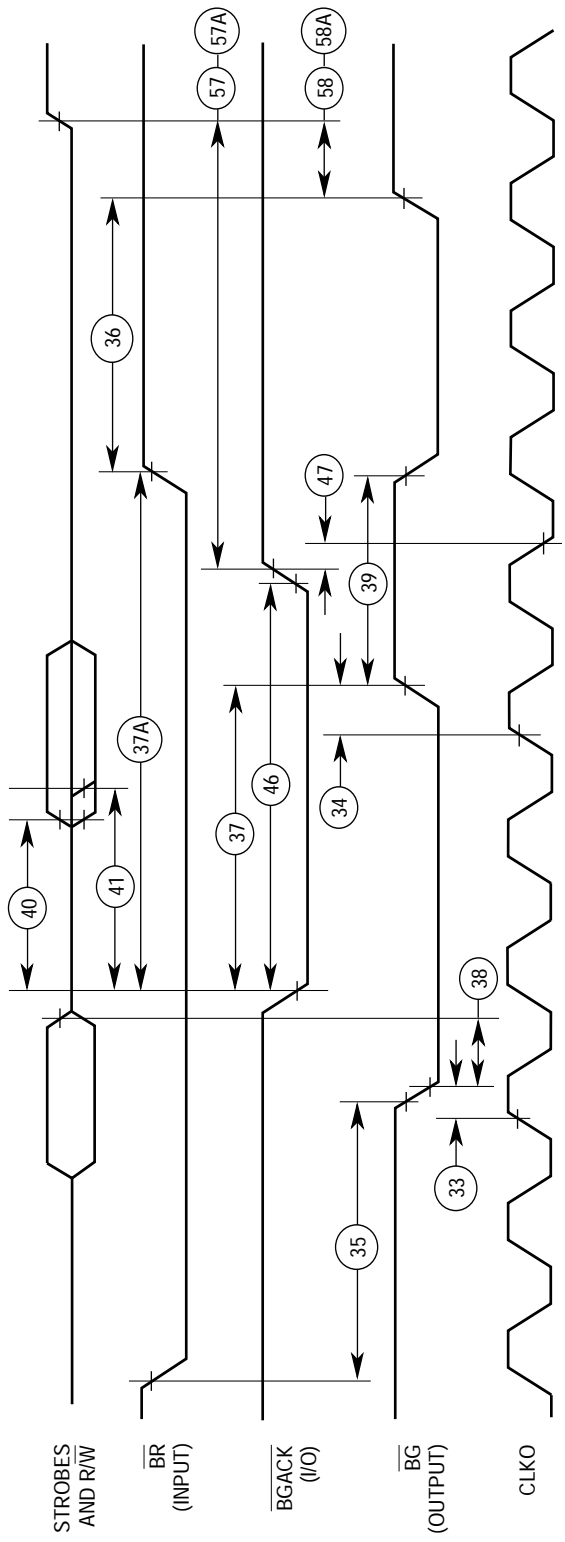 STROBES
AND R/W
BR
(INPUT)
BGACK
(I/O)
BG
(OUTPUT)
CLKO
40
41
37A
36
37
46
57
57A
34
39
47
58
58A
35
33
38